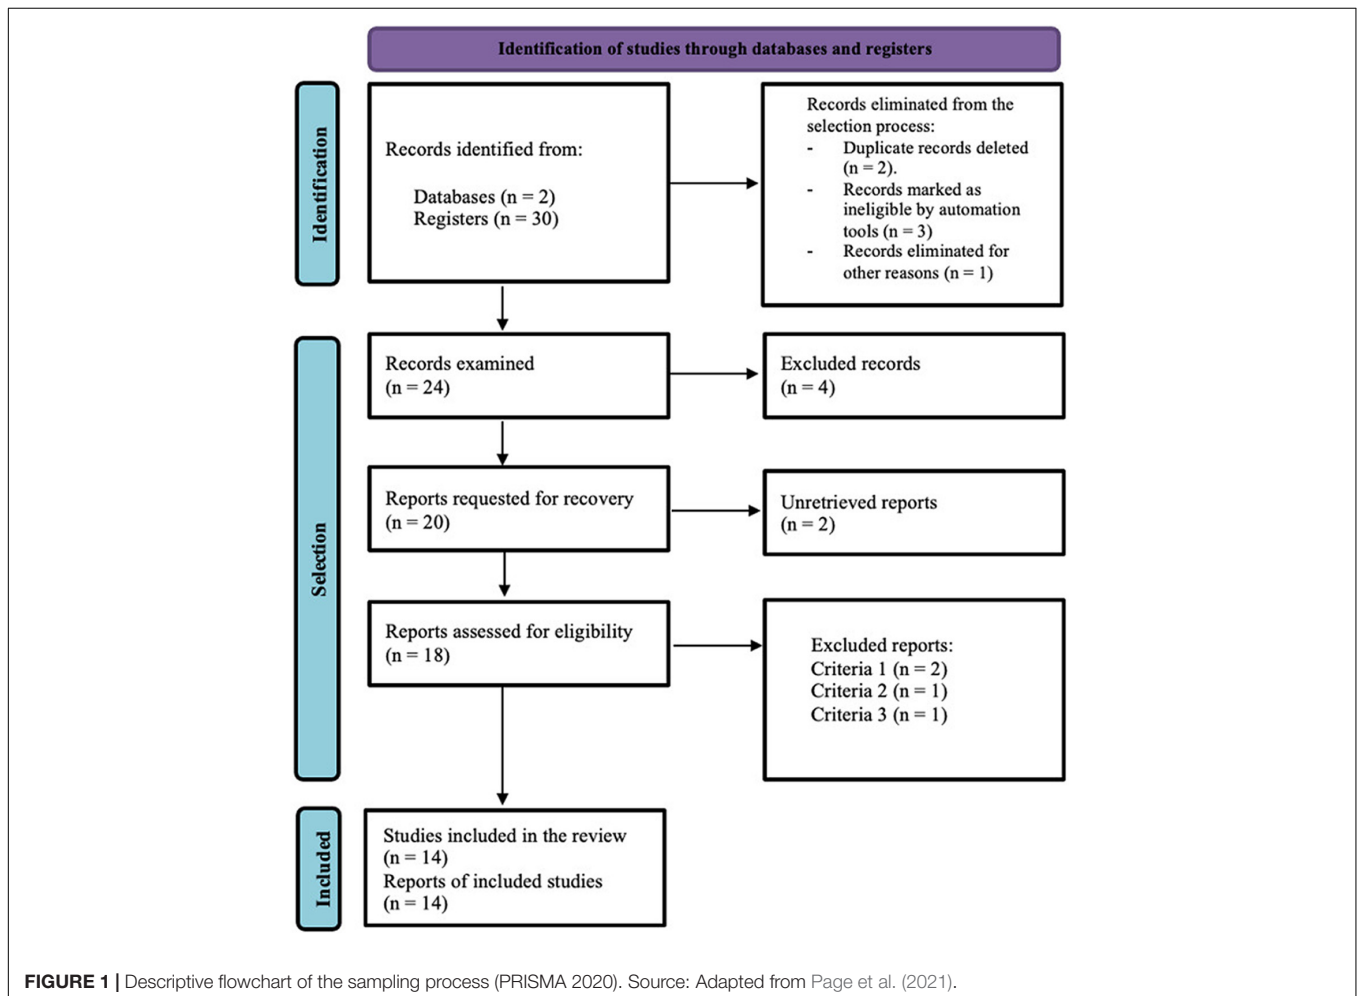 Identification of studies through databases and registers
Identification
Records identified from:
Databases (n = 2)
Registers (n = 30)
Records eliminated from the
selection process:
- Duplicate records deleted
(n = 2).
- Records marked as
ineligible by automation
tools (n = 3)
- Records eliminated for
other reasons (n = 1)
Selection
Records examined
(n = 24)
Excluded records
(n = 4)
Reports requested for recovery
(n = 20)
Unretrieved reports
(n = 2)
Reports assessed for eligibility
(n = 18)
Excluded reports:
Criteria 1 (n = 2)
Criteria 2 (n = 1)
Criteria 3 (n = 1)
Included
Studies included in the review
(n = 14)
Reports of included studies
(n = 14)
FIGURE 1 | Descriptive flowchart of the sampling process (PRISMA 2020). Source: Adapted from Page et al. (2021).